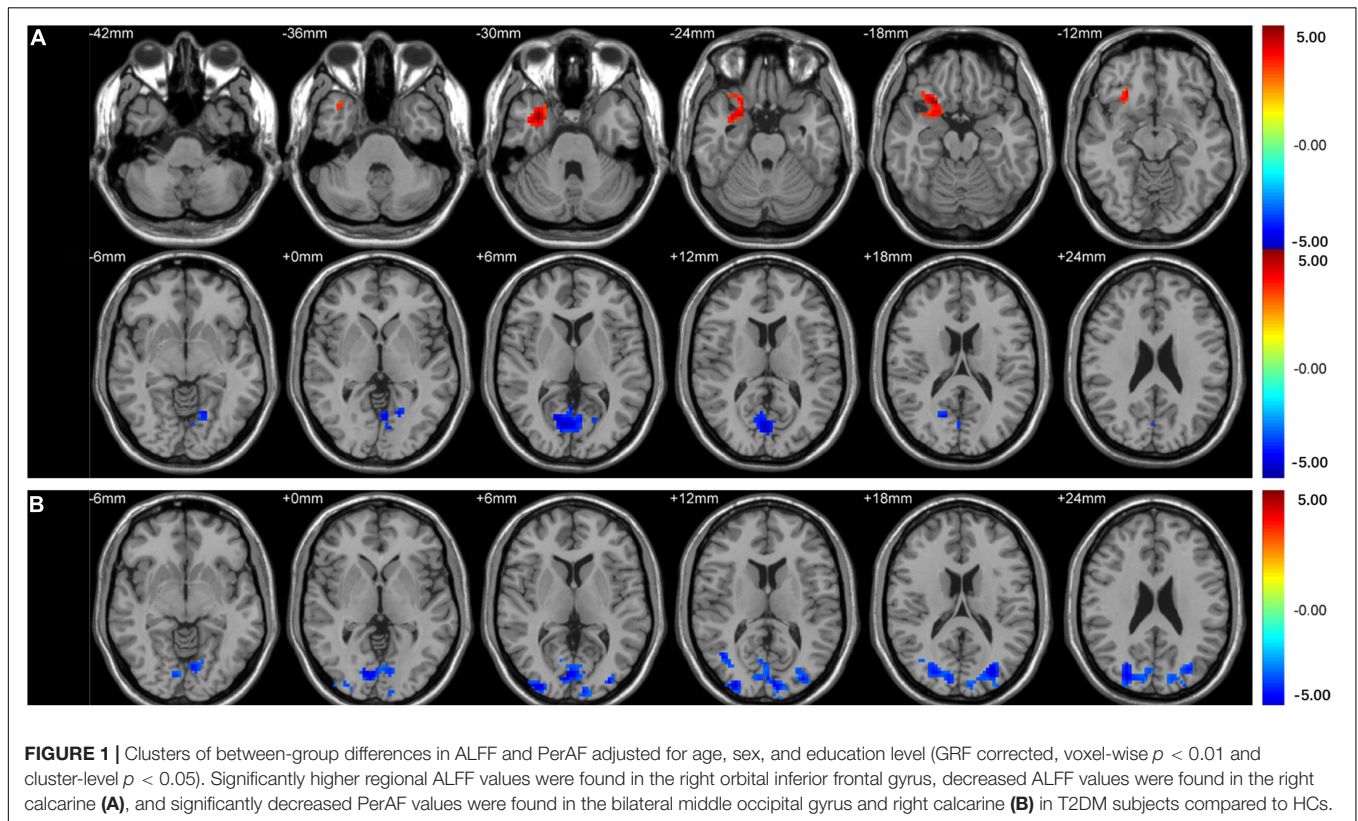 A
-42mm -36mm -30mm -24mm -18mm -12mm
5.00
-0.00
-5.00
-6mm +0mm +6mm +12mm +18mm +24mm
5.00
-0.00
-5.00
B
-6mm +0mm +6mm +12mm +18mm +24mm
5.00
-0.00
-5.00
FIGURE 1 | Clusters of between-group differences in ALFF and PerAF adjusted for age, sex, and education level (GRF corrected, voxel-wise p < 0.01 and
cluster-level p < 0.05). Significantly higher regional ALFF values were found in the right orbital inferior frontal gyrus, decreased ALFF values were found in the right
calcarine (A), and significantly decreased PerAF values were found in the bilateral middle occipital gyrus and right calcarine (B) in T2DM subjects compared to HCs.